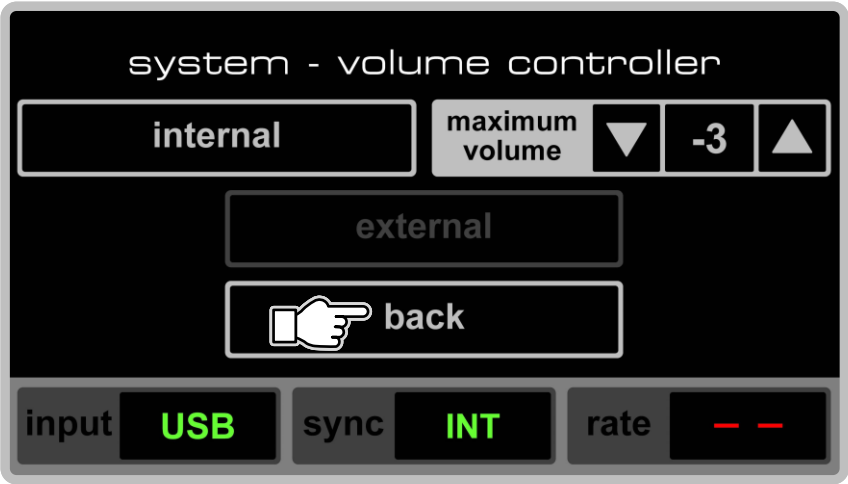 system - volume controller
internal
maximum
volume
-3
external
back
input USB sync INT rate – –